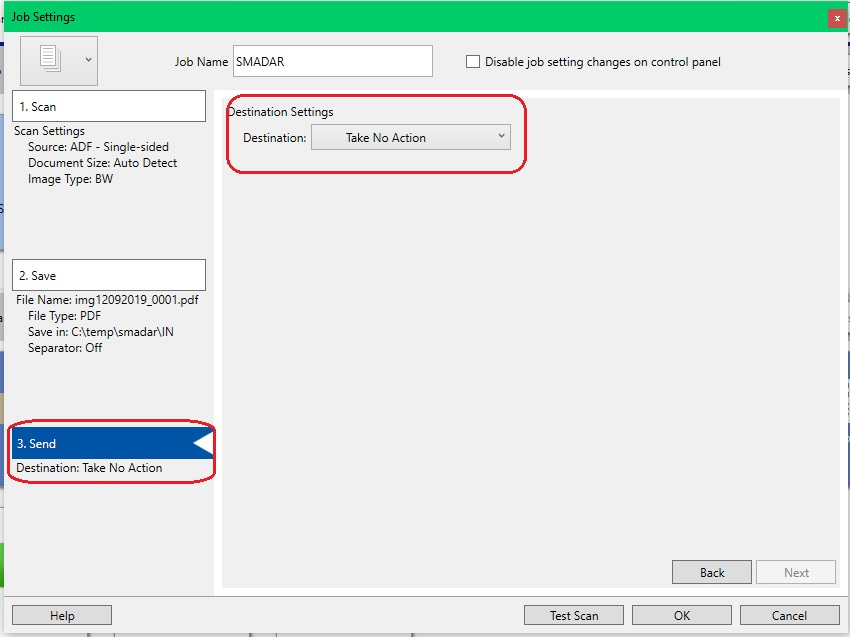 Job Settings
x
Job Name SMADAR
Disable job setting changes on control panel
1. Scan
Scan Settings
Source: ADF - Single-sided
Document Size: Auto Detect
Image Type: BW
2. Save
File Name: img12092019_0001.pdf
File Type: PDF
Save in: C:\temp\smadar\IN
Separator: Off
3. Send
Destination: Take No Action
Destination Settings
Destination: Take No Action
Back Next
Help Test Scan OK Cancel